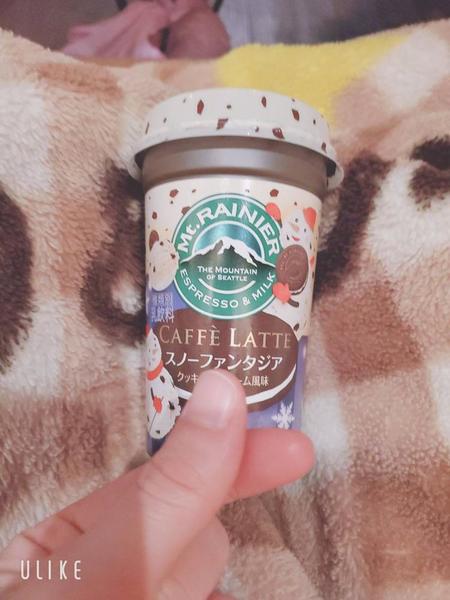 Mt. RAINIER
THE MOUNTAIN
OF SEATTLE
ESPRESSO & MILK
CAFFÈ LATTE
スノーファンタジア
クッキ ーム風味
ULIKE